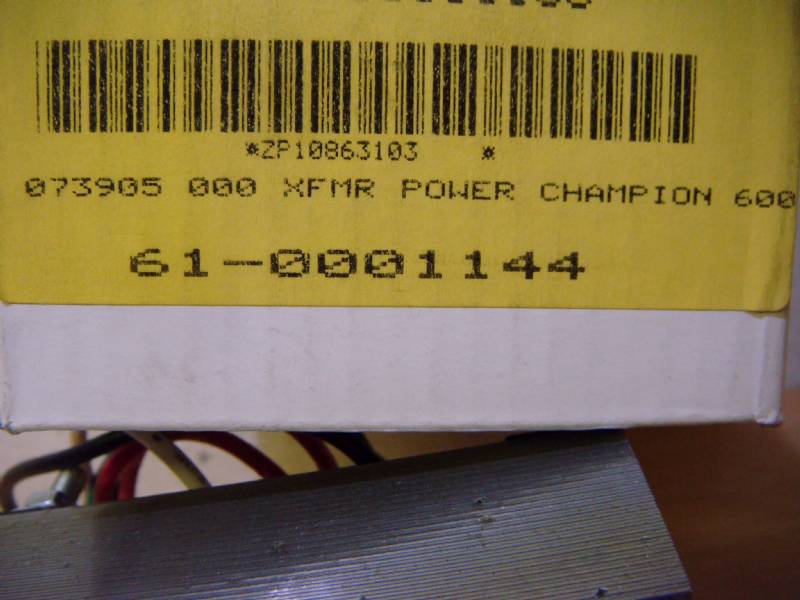 *ZP10863103 *
073905 000 XFMR POWER CHAMPION 600
61-0001144